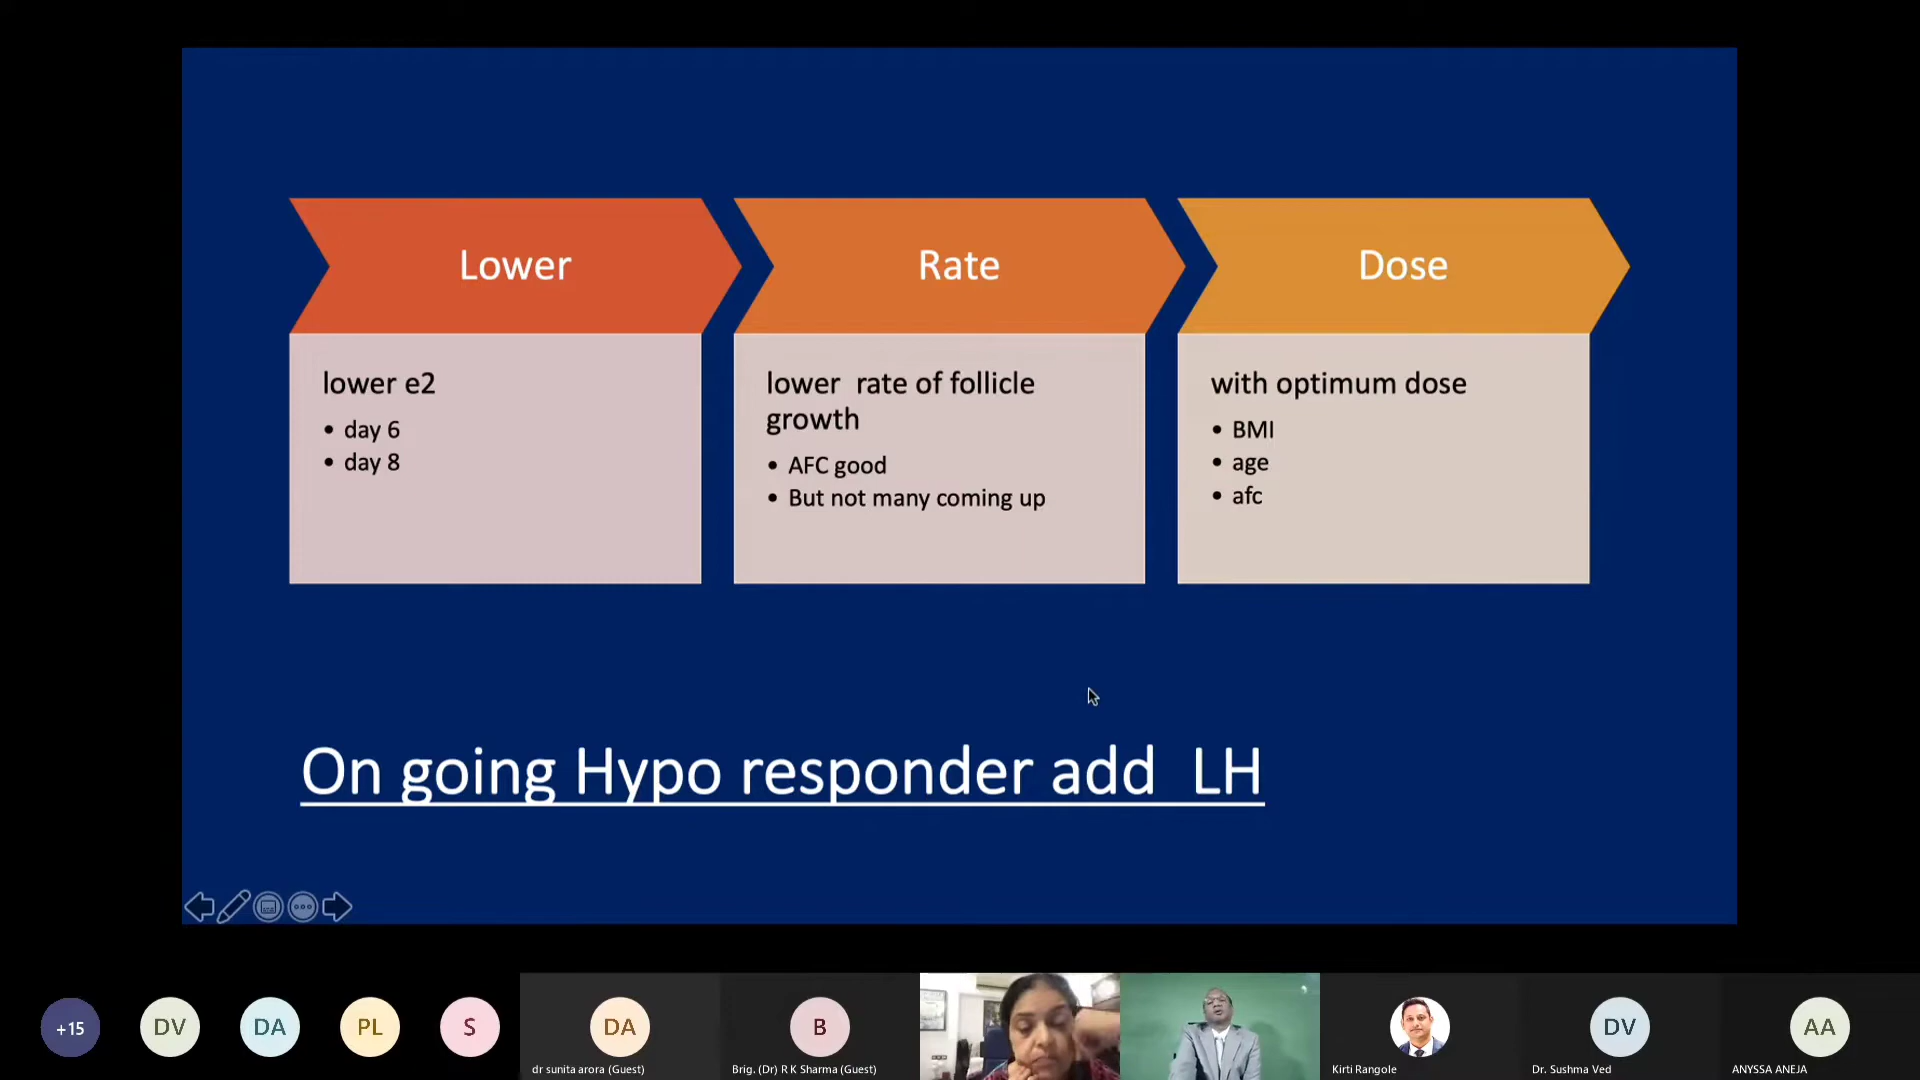 Lower
Rate
Dose
lower e2
• day 6
• day 8
lower  rate of follicle
growth
• AFC good
• But not many coming up
with optimum dose
• BMI
• age
• afc
On going Hypo responder add  LH
+15
DV
DA
PL
S
DA
B
DV
AA
dr sunita arora (Guest)
Brig. (Dr) R K Sharma (Guest)
Kirti Rangole
Dr. Sushma Ved
ANYSSA ANEJA